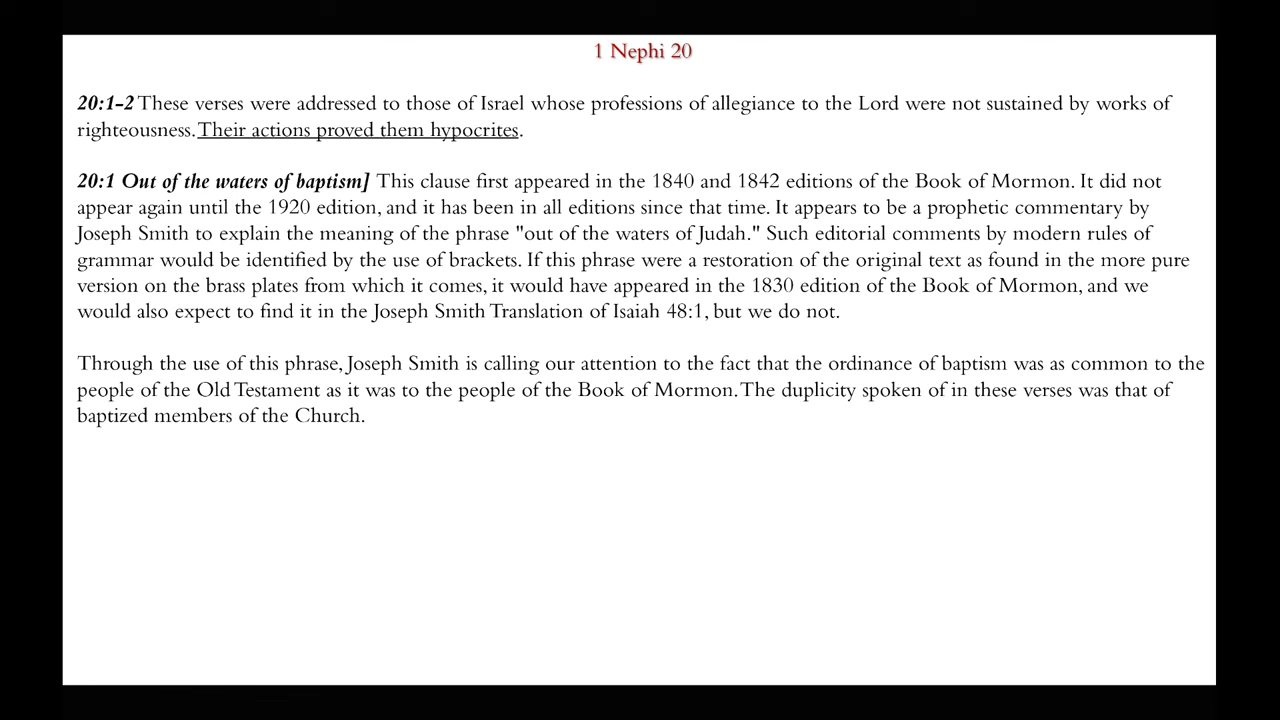 1 Nephi 20
20:1-2 These verses were addressed to those of Israel whose professions of allegiance to the Lord were not sustained by works of
righteousness. Their actions proved them hypocrites.
20:1 Out of the waters of baptism] This clause first appeared in the 1840 and 1842 editions of the Book of Mormon. It did not
appear again until the 1920 edition, and it has been in all editions since that time. It appears to be a prophetic commentary by
Joseph Smith to explain the meaning of the phrase "out of the waters of Judah." Such editorial comments by modern rules of
grammar would be identified by the use of brackets. If this phrase were a restoration of the original text as found in the more pure
version on the brass plates from which it comes, it would have appeared in the 1830 edition of the Book of Mormon, and we
would also expect to find it in the Joseph Smith Translation of Isaiah 48:1, but we do not.
Through the use of this phrase, Joseph Smith is calling our attention to the fact that the ordinance of baptism was as common to the
people of the Old Testament as it was to the people of the Book of Mormon. The duplicity spoken of in these verses was that of
baptized members of the Church.